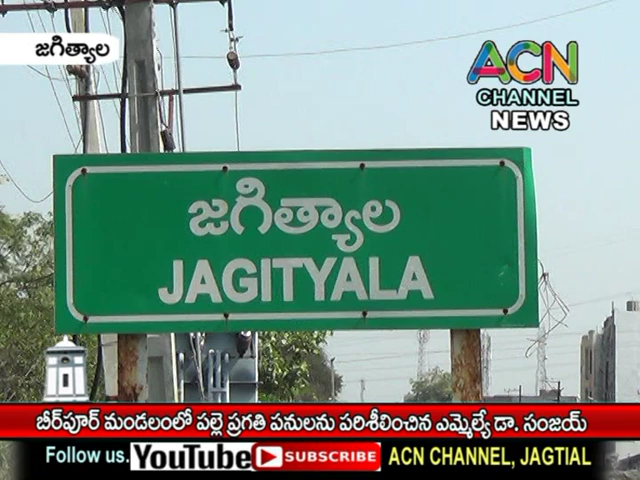 జగిత్యాల
ACN
CHANNEL
NEWS
జగిత్యాల
JAGITYALA
బీర్‌పూర్ మండలంలో పల్లె ప్రగతి పనులను పరిశీలించిన ఎమ్మెల్యే డా. సంజయ్
Follow us. YouTube SUBSCRIBE ACN CHANNEL, JAGTIAL